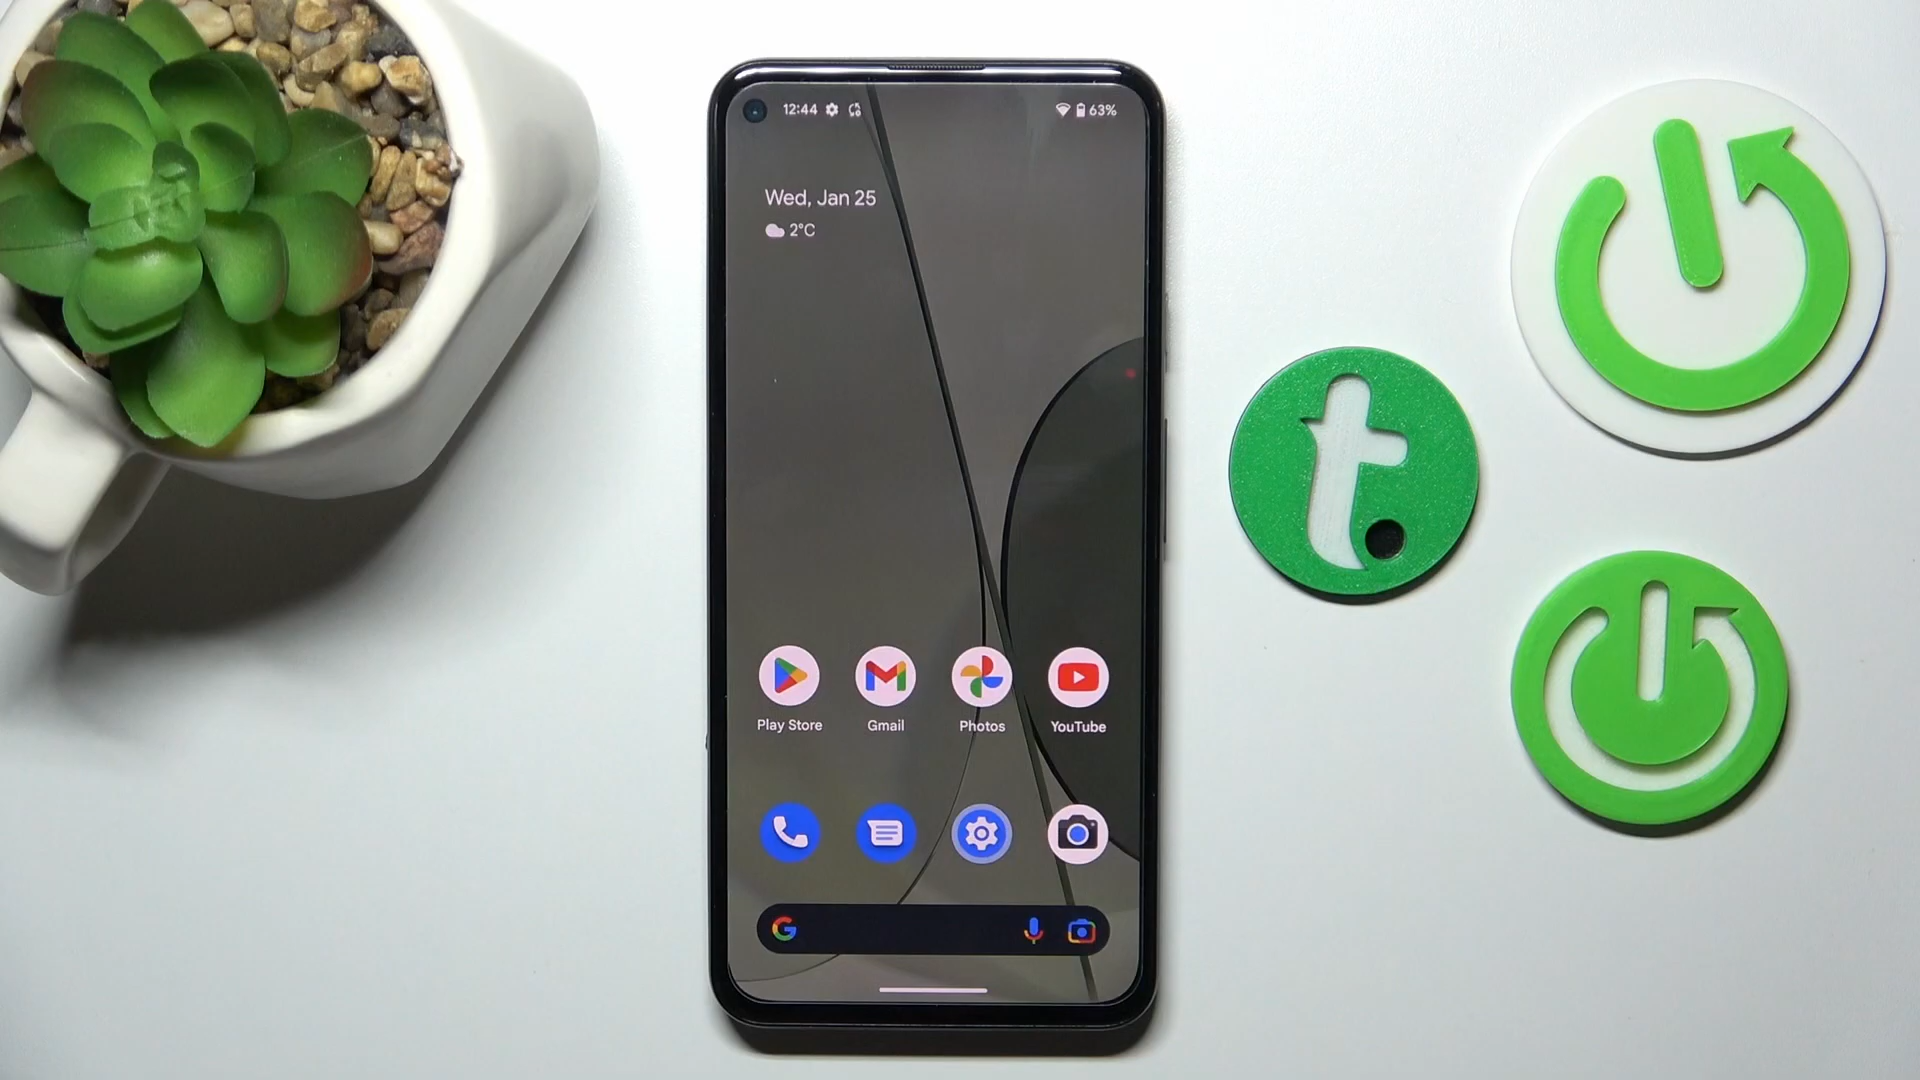 12:44
63%
Wed, Jan 25
2°C
Play Store
Gmail
Photos
YouTube
G
t.